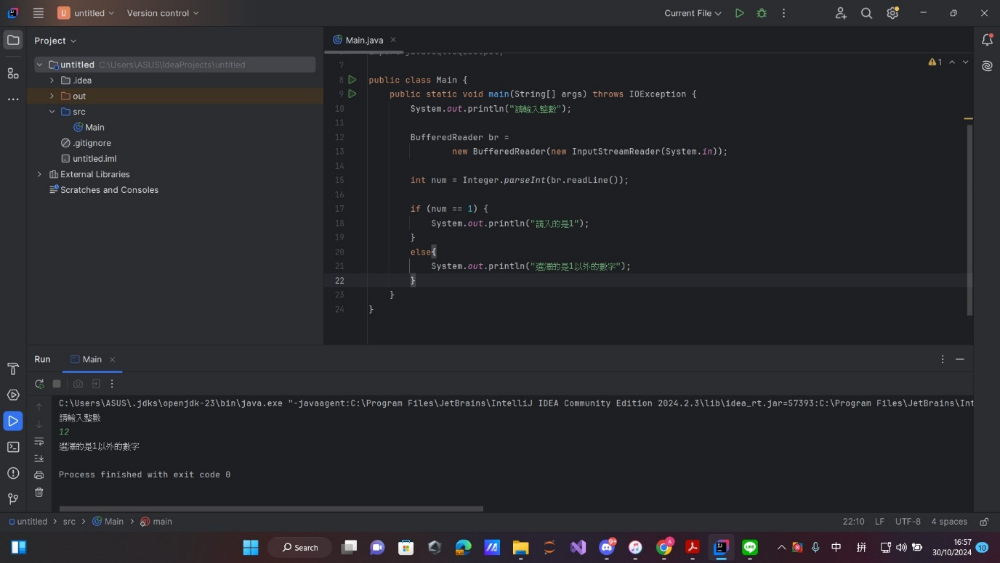 U untitled Version control Current File
Project
Main.java
untitled C:\Users\ASUS\IdeaProjects\untitled
.idea
out
src
Main
.gitignore
untitled.iml
External Libraries
Scratches and Consoles
1
7
8 public class Main {
9 public static void main(String[] args) throws IOException {
10 System.out.println("請輸入整數");
11
12 BufferedReader br =
13 new BufferedReader(new InputStreamReader(System.in));
14
15 int num = Integer.parseInt(br.readLine());
16
17 if (num == 1) {
18 System.out.println("請入的是1");
19 }
20 else{
21 System.out.println("選擇的是1以外的數字");
22 }
23 }
24 }
Run Main
C:\Users\ASUS\.jdks\openjdk-23\bin\java.exe "-javaagent:C:\Program Files\JetBrains\IntelliJ IDEA Community Edition 2024.2.3\lib\idea_rt.jar=57393:C:\Program Files\JetBrains\Int
請輸入整數
12
選擇的是1以外的數字
Process finished with exit code 0
untitled > src > Main > main 22:10 LF UTF-8 4 spaces
Search 中 拼 16:57
30/10/2024 10